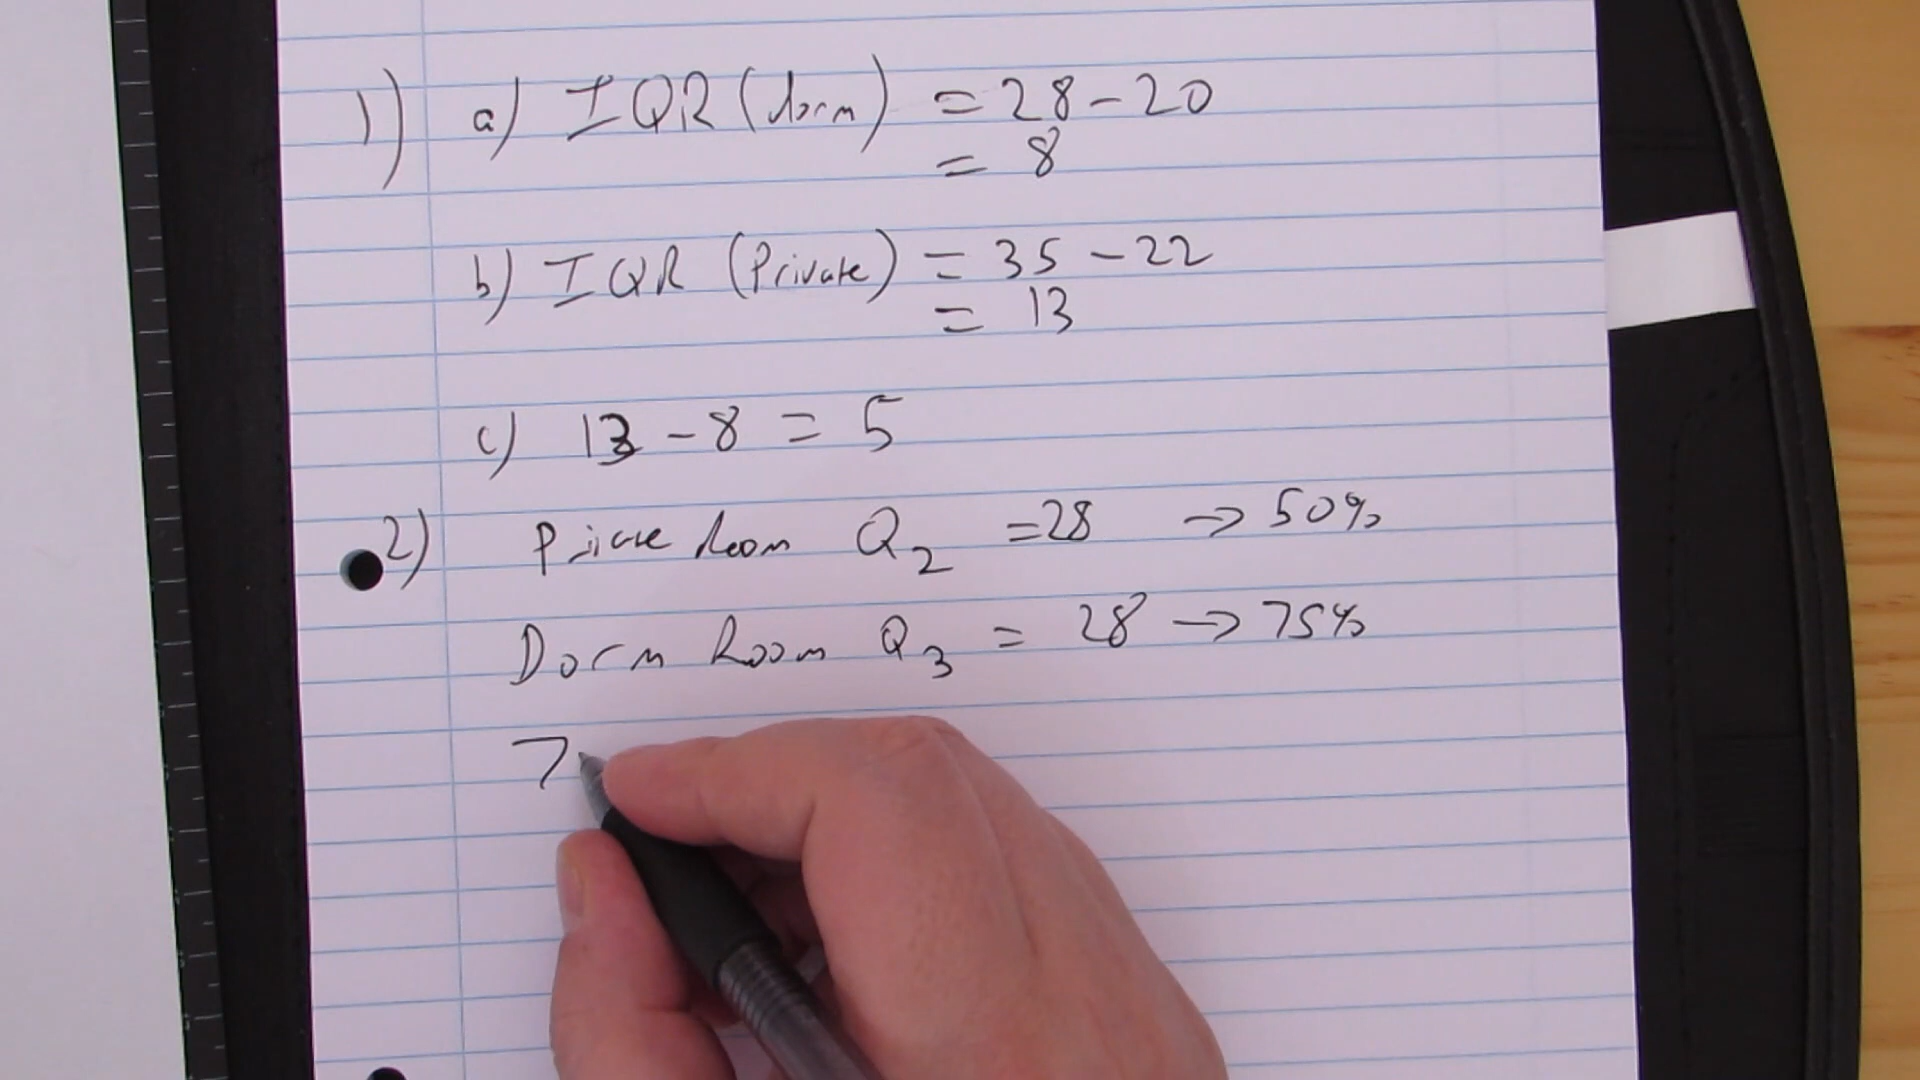 1) a) IQR (dorm) = 28 - 20
= 8
b) IQR (Private) = 35 - 22
= 13
c) 13 - 8 = 5
2) Private Room Q2 = 28 → 50%
Dorm Room Q3 = 28 → 75%
7